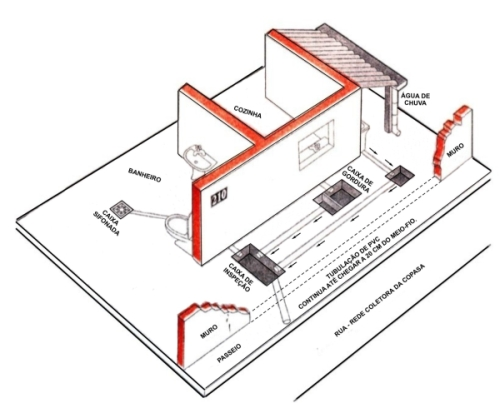 ÁGUA DE
CHUVA
COZINHA
MURO
BANHEIRO
CAIXA DE
GORDURA
CAIXA
SIFONADA
CAIXA DE
INSPEÇÃO
TUBULAÇÃO DE PVC
CONTINUA ATÉ CHEGAR A 20 CM DO MEIO-FIO.
MURO
PASSEIO
RUA - REDE COLETORA DA COPASA